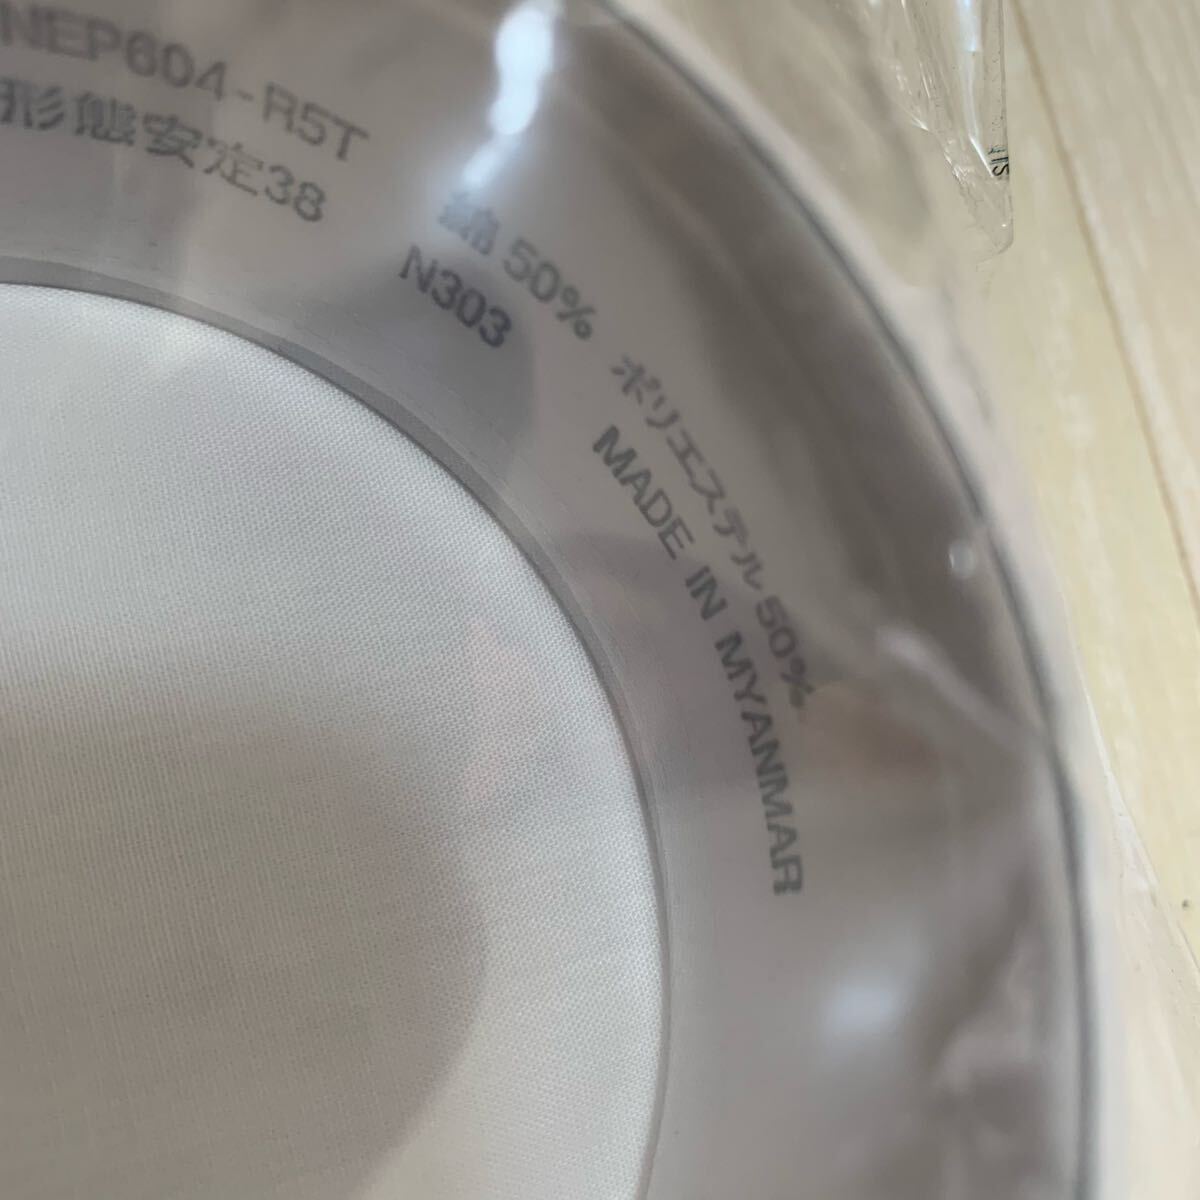 NEP604-R5T
形態安定38
綿 50% ポリエステル 50%
N303
MADE IN MYANMAR